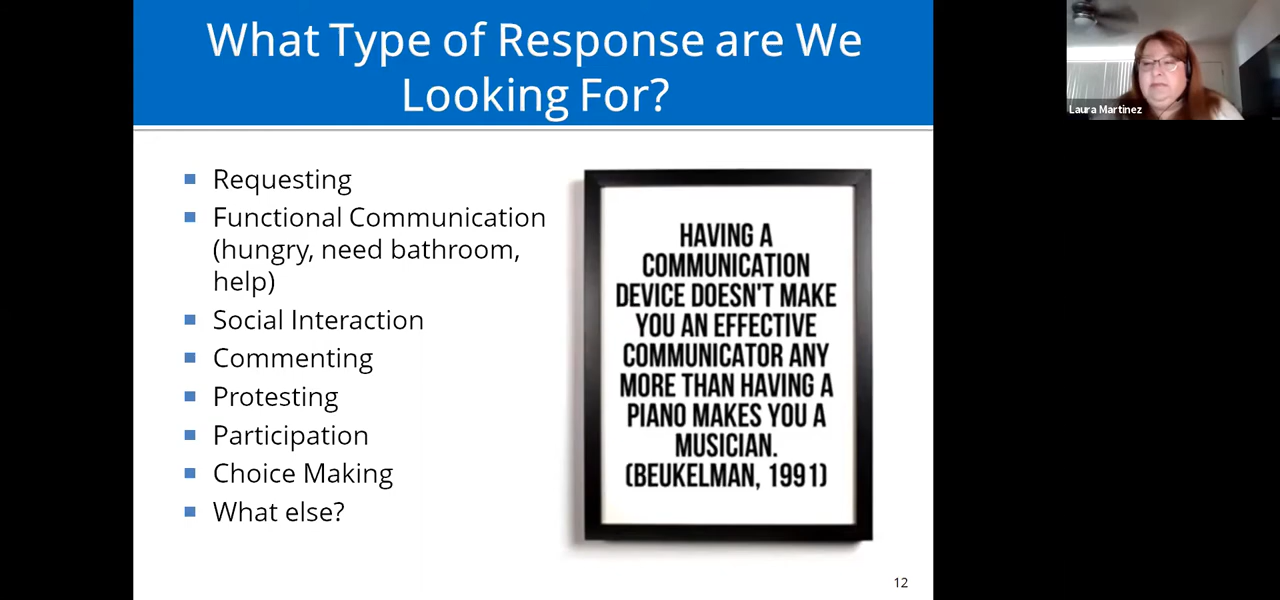 What Type of Response are We
Looking For?
Laura Martinez
Requesting
Functional Communication
(hungry, need bathroom,
help)
Social Interaction
Commenting
Protesting
Participation
Choice Making
What else?
HAVING A
COMMUNICATION
DEVICE DOESN'T MAKE
YOU AN EFFECTIVE
COMMUNICATOR ANY
MORE THAN HAVING A
PIANO MAKES YOU A
MUSICIAN.
(BEUKELMAN, 1991)
12